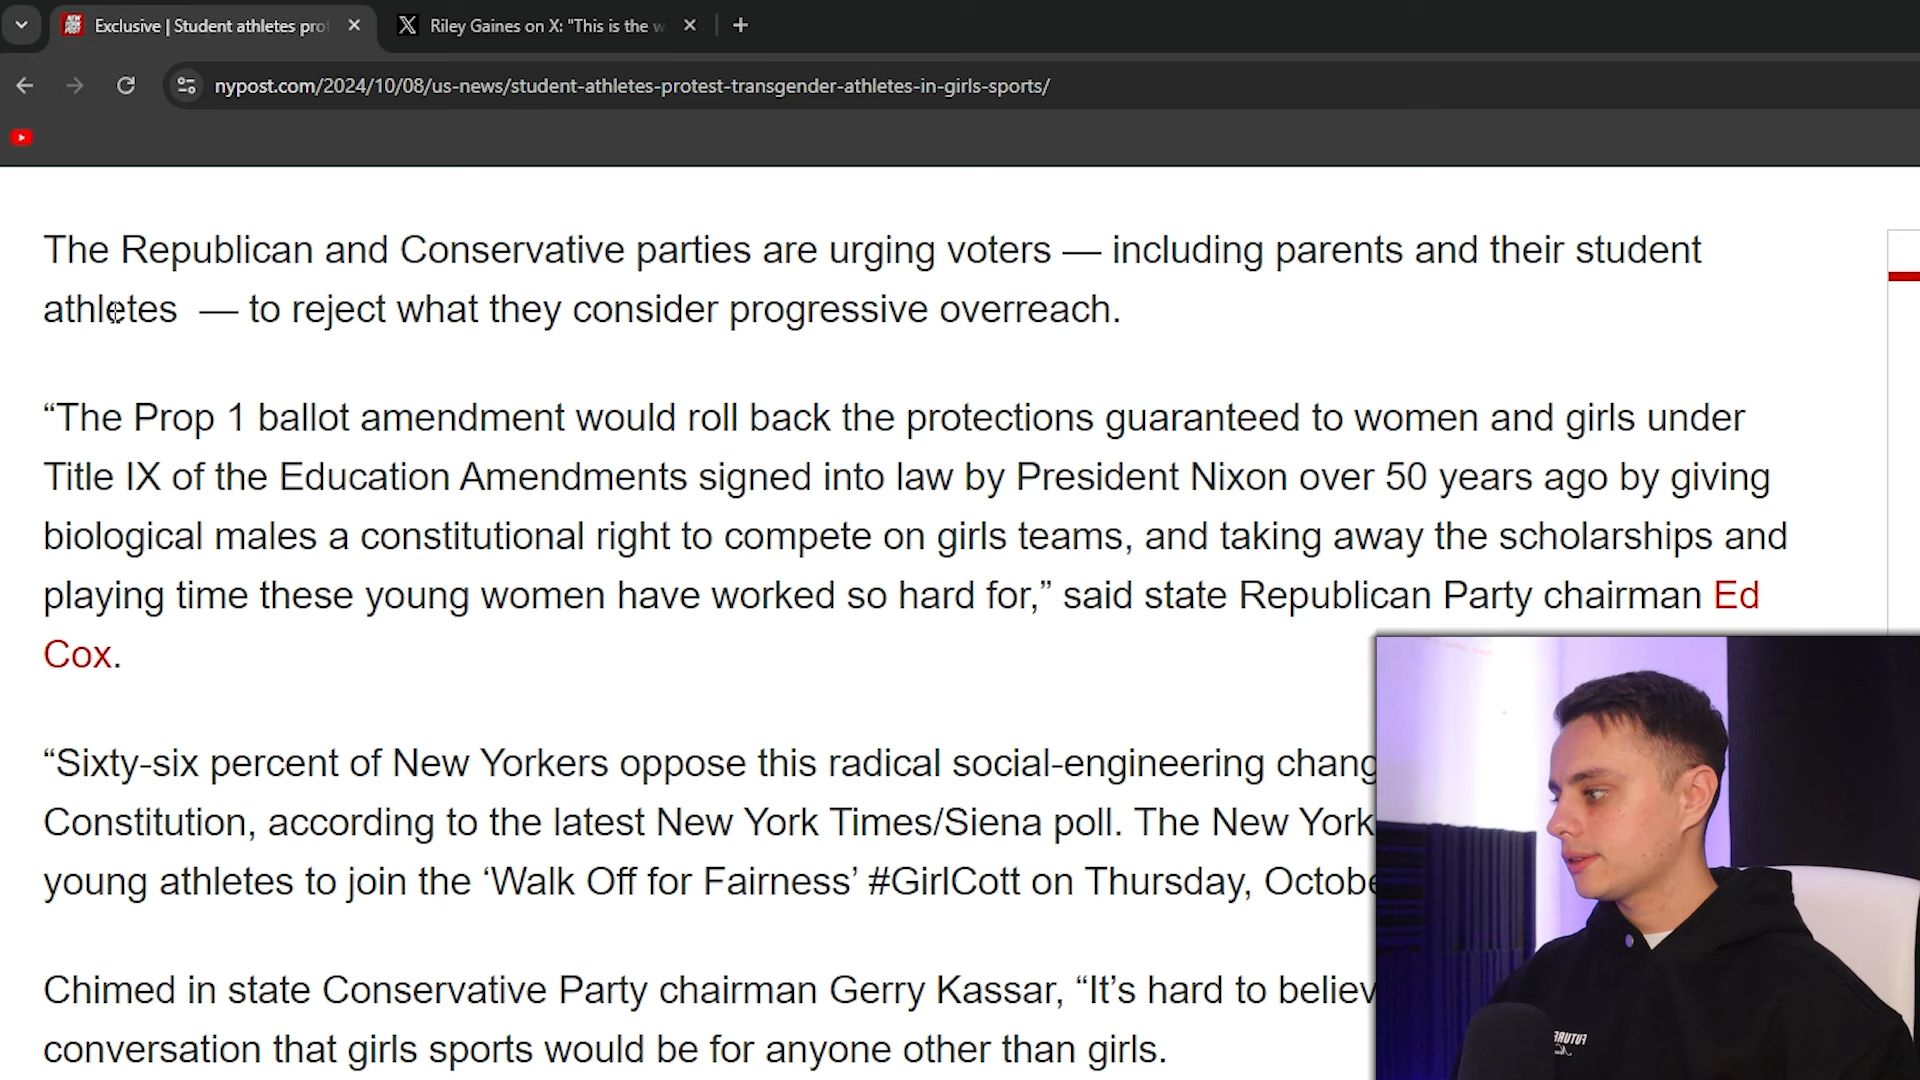 Exclusive | Student athletes pro
Riley Gaines on X: "This is the w
nypost.com/2024/10/08/us-news/student-athletes-protest-transgender-athletes-in-girls-sports/
The Republican and Conservative parties are urging voters — including parents and their student
athletes — to reject what they consider progressive overreach.
“The Prop 1 ballot amendment would roll back the protections guaranteed to women and girls under
Title IX of the Education Amendments signed into law by President Nixon over 50 years ago by giving
biological males a constitutional right to compete on girls teams, and taking away the scholarships and
playing time these young women have worked so hard for,” said state Republican Party chairman Ed
Cox.
“Sixty-six percent of New Yorkers oppose this radical social-engineering chang
Constitution, according to the latest New York Times/Siena poll. The New York
young athletes to join the ‘Walk Off for Fairness’ #GirlCott on Thursday, Octobe
Chimed in state Conservative Party chairman Gerry Kassar, “It’s hard to believ
conversation that girls sports would be for anyone other than girls.